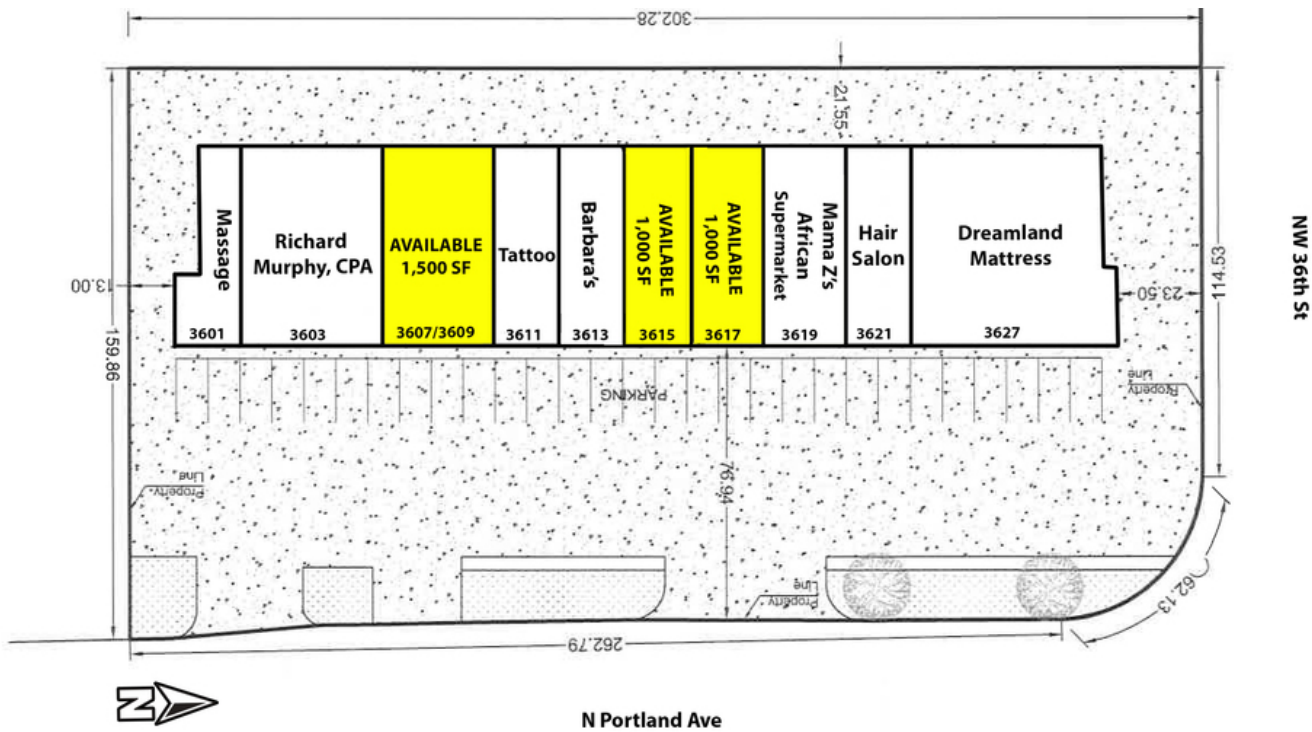 302.28
21.55
Massage
Richard
Murphy, CPA
AVAILABLE
1,500 SF
Tattoo
Barbara's
AVAILABLE
1,000 SF
AVAILABLE
1,000 SF
Mama Z's
African
Supermarket
Hair
Salon
Dreamland
Mattress
3601
3603
3607/3609
3611
3613
3615
3617
3619
3621
3627
13.00
23.50
114.53
NW 36th St
159.86
PARKING
Property
Line
Property
Line
76.94
Property
Line
62.13
262.79
N
N Portland Ave